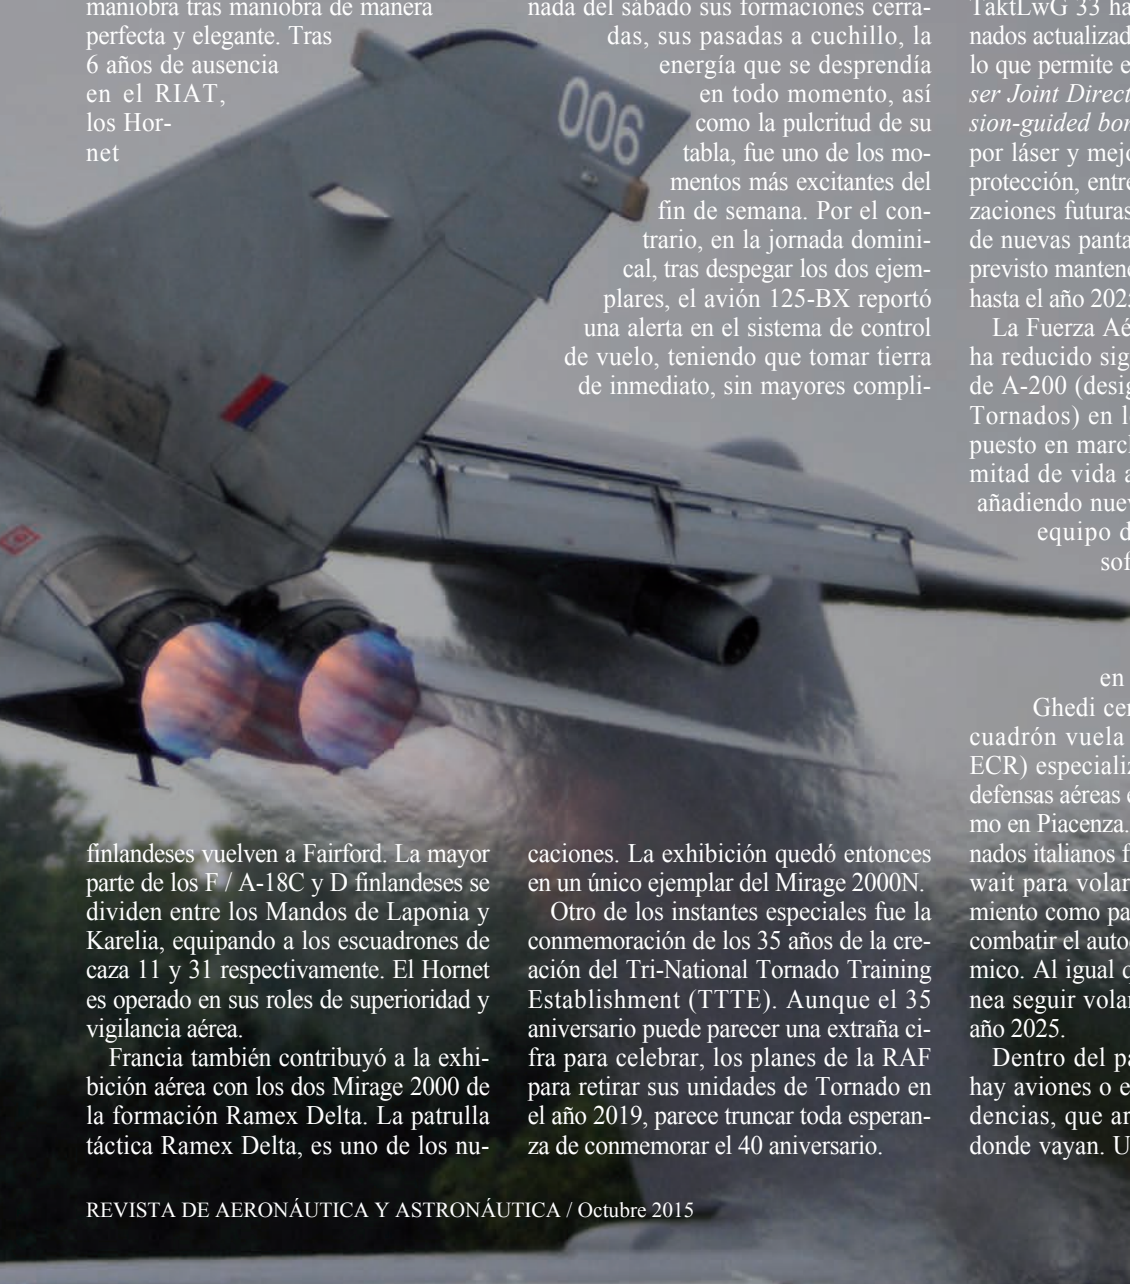 maniobra tras maniobra de manera
perfecta y elegante. Tras
6 años de ausencia
en el RIAT,
los Hor-
net
finlandeses vuelven a Fairford. La mayor
parte de los F / A-18C y D finlandeses se
dividen entre los Mandos de Laponia y
Karelia, equipando a los escuadrones de
caza 11 y 31 respectivamente. El Hornet
es operado en sus roles de superioridad y
vigilancia aérea.
Francia también contribuyó a la exhi-
bición aérea con los dos Mirage 2000 de
la formación Ramex Delta. La patrulla
táctica Ramex Delta, es uno de los nu-
nada del sábado sus formaciones cerra-
das, sus pasadas a cuchillo, la
energía que se desprendía
en todo momento, así
como la pulcritud de su
tabla, fue uno de los mo-
mentos más excitantes del
fin de semana. Por el con-
trario, en la jornada domini-
cal, tras despegar los dos ejem-
plares, el avión 125-BX reportó
una alerta en el sistema de control
de vuelo, teniendo que tomar tierra
de inmediato, sin mayores compli-
caciones. La exhibición quedó entonces
en un único ejemplar del Mirage 2000N.
Otro de los instantes especiales fue la
conmemoración de los 35 años de la cre-
ación del Tri-National Tornado Training
Establishment (TTTE). Aunque el 35
aniversario puede parecer una extraña ci-
fra para celebrar, los planes de la RAF
para retirar sus unidades de Tornado en
el año 2019, parece truncar toda esperan-
za de conmemorar el 40 aniversario.
TaktLwG 33 ha
nados actualizad
lo que permite e
ser Joint Direct
sion-guided bo
por láser y mejo
protección, entre
zaciones futuras
de nuevas panta
previsto mantene
hasta el año 202
La Fuerza Aé
ha reducido sig
de A-200 (desig
Tornados) en l
puesto en march
mitad de vida a
añadiendo nuev
equipo d
sof
en
Ghedi cer
cuadrón vuela
ECR) especializ
defensas aéreas e
mo en Piacenza.
nados italianos f
wait para volar
miento como pa
combatir el auto
mico. Al igual q
nea seguir volar
año 2025.
Dentro del pa
hay aviones o e
dencias, que ar
donde vayan. U
006
REVISTA DE AERONÁUTICA Y ASTRONÁUTICA / Octubre 2015